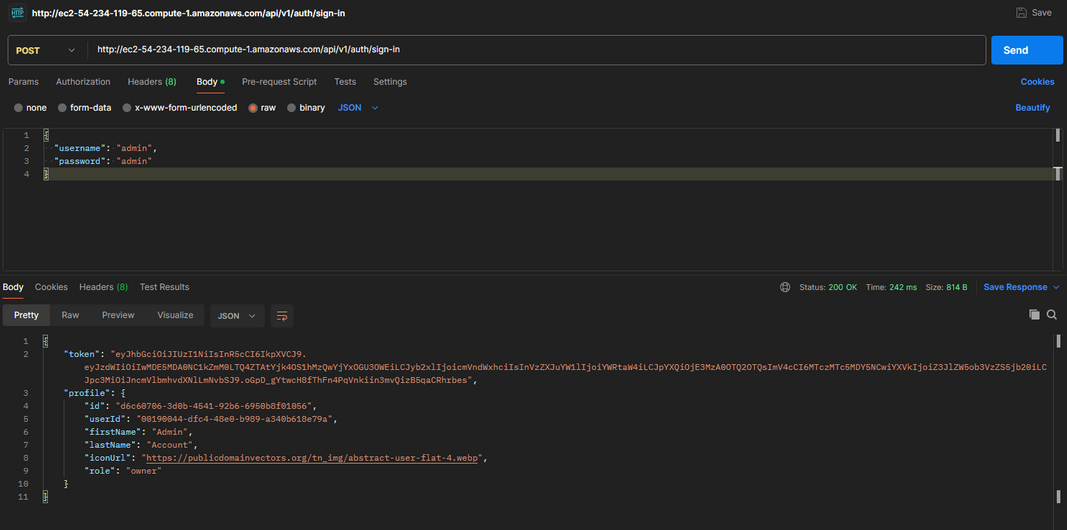 HTTP http://ec2-54-234-119-65.compute-1.amazonaws.com/api/v1/auth/sign-in Save
POST http://ec2-54-234-119-65.compute-1.amazonaws.com/api/v1/auth/sign-in Send
Params Authorization Headers (8) Body Pre-request Script Tests Settings Cookies
none form-data x-www-form-urlencoded raw binary JSON Beautify
1 {
2 "username": "admin",
3 "password": "admin"
4 }
Body Cookies Headers (8) Test Results Status: 200 OK Time: 242 ms Size: 814 B Save Response
Pretty Raw Preview Visualize JSON
1 {
2 "token": "eyJhbGciOiJIUzI1NiIsInR5cCI6IkpXVCJ9.
3 "profile": {
4 "id": "d6c60706-3d0b-4541-92b6-6950b8f01056",
5 "userId": "00190044-dfc4-48e0-b989-a340b618e79a",
6 "firstName": "Admin",
7 "lastName": "Account",
8 "iconUrl": "https://publicdomainvectors.org/tn_img/abstract-user-flat-4.webp",
9 "role": "owner"
10 }
11 }